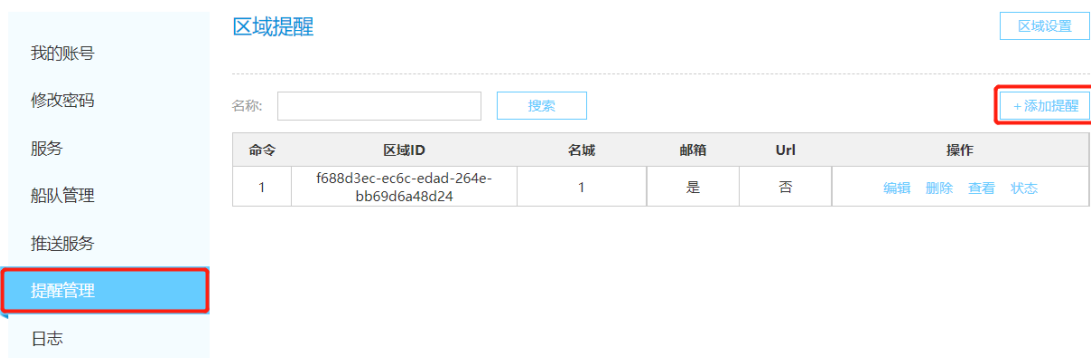 区域提醒
区域设置
我的账号
修改密码
服务
船队管理
推送服务
提醒管理
日志
名称:
搜索
+添加提醒
命令 区域ID 名城 邮箱 Url 操作
1 f688d3ec-ec6c-edad-264e-
bb69d6a48d24 1 是 否 编辑 删除 查看 状态